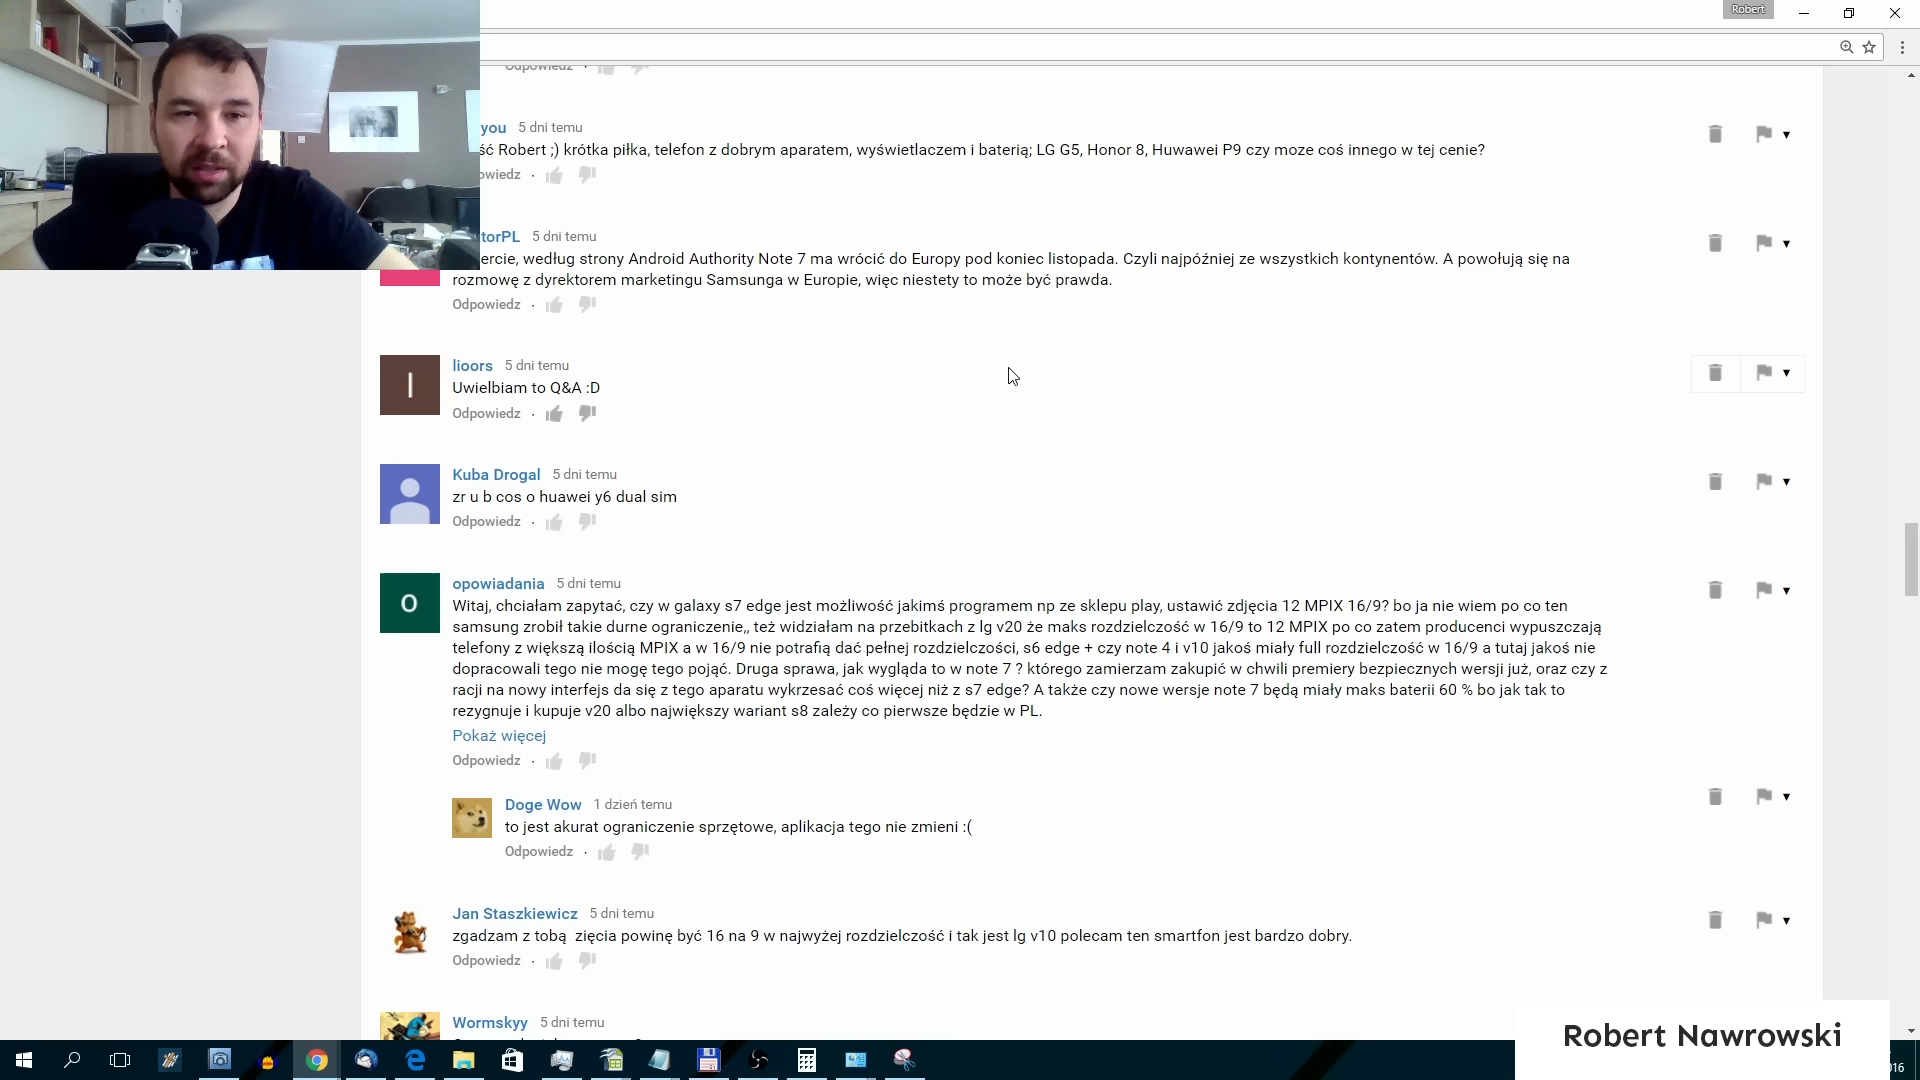 Robert
Odpowiedz ·
you 5 dni temu
ść Robert ;) krótka piłka, telefon z dobrym aparatem, wyświetlaczem i baterią; LG G5, Honor 8, Huwawei P9 czy moze coś innego w tej cenie?
owiedz ·
torPL 5 dni temu
ercie, według strony Android Authority Note 7 ma wrócić do Europy pod koniec listopada. Czyli najpóźniej ze wszystkich kontynentów. A powołują się na
rozmowę z dyrektorem marketingu Samsunga w Europie, więc niestety to może być prawda.
Odpowiedz ·
l
lioors 5 dni temu
Uwielbiam to Q&A :D
Odpowiedz ·
Kuba Drogal 5 dni temu
zr u b cos o huawei y6 dual sim
Odpowiedz ·
o
opowiadania 5 dni temu
Witaj, chciałam zapytać, czy w galaxy s7 edge jest możliwość jakimś programem np ze sklepu play, ustawić zdjęcia 12 MPIX 16/9? bo ja nie wiem po co ten
samsung zrobił takie durne ograniczenie,, też widziałam na przebitkach z lg v20 że maks rozdzielczość w 16/9 to 12 MPIX po co zatem producenci wypuszczają
telefony z większą ilością MPIX a w 16/9 nie potrafią dać pełnej rozdzielczości, s6 edge + czy note 4 i v10 jakoś miały full rozdzielczość w 16/9 a tutaj jakoś nie
dopracowali tego nie mogę tego pojąć. Druga sprawa, jak wygląda to w note 7 ? którego zamierzam zakupić w chwili premiery bezpiecznych wersji już, oraz czy z
racji na nowy interfejs da się z tego aparatu wykrzesać coś więcej niż z s7 edge? A także czy nowe wersje note 7 będą miały maks baterii 60 % bo jak tak to
rezygnuje i kupuje v20 albo największy wariant s8 zależy co pierwsze będzie w PL.
Pokaż więcej
Odpowiedz ·
Doge Wow 1 dzień temu
to jest akurat ograniczenie sprzętowe, aplikacja tego nie zmieni :(
Odpowiedz ·
Jan Staszkiewicz 5 dni temu
zgadzam z tobą  zięcia powinę być 16 na 9 w najwyżej rozdzielczość i tak jest lg v10 polecam ten smartfon jest bardzo dobry.
Odpowiedz ·
Wormskyy 5 dni temu
Robert Nawrowski
016